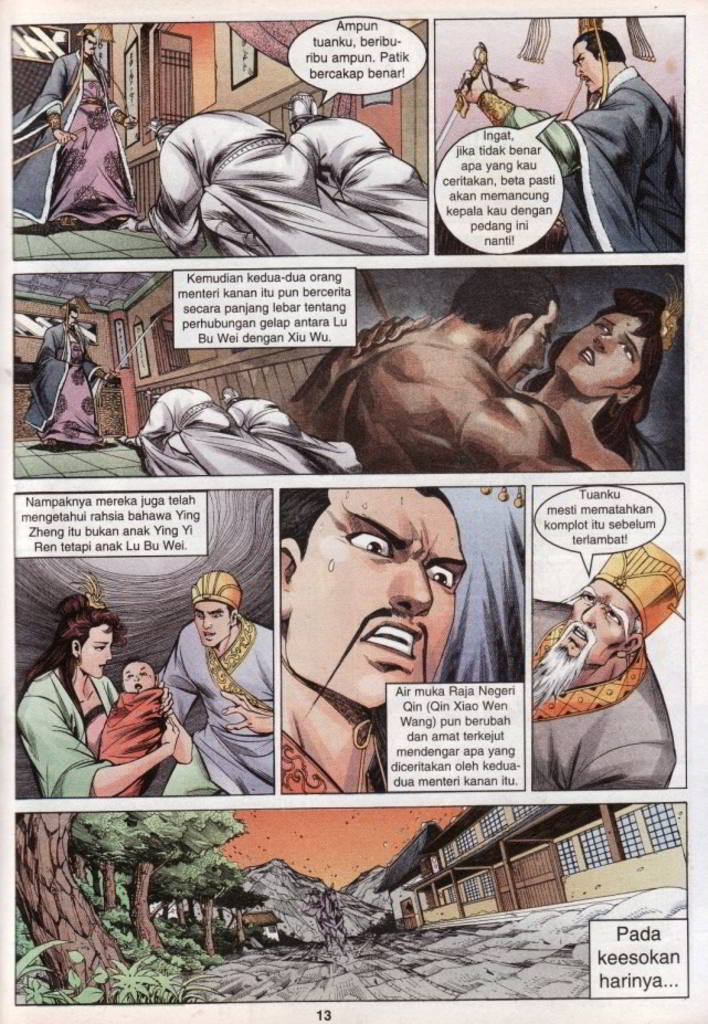 Ampun
tuanku, beribu-
ribu ampun. Patik
bercakap benar!
Ingat,
jika tidak benar
apa yang kau
ceritakan, beta pasti
akan memancung
kepala kau dengan
pedang ini
nanti!
Kemudian kedua-dua orang
menteri kanan itu pun bercerita
secara panjang lebar tentang
perhubungan gelap antara Lu
Bu Wei dengan Xiu Wu.
Nampaknya mereka juga telah
mengetahui rahsia bahawa Ying
Zheng itu bukan anak Ying Yi
Ren tetapi anak Lu Bu Wei.
Air muka Raja Negeri
Qin (Qin Xiao Wen
Wang) pun berubah
dan amat terkejut
mendengar apa yang
diceritakan oleh kedua-
dua menteri kanan itu.
Tuanku
mesti mematahkan
komplot itu sebelum
terlambat!
Pada
keesokan
harinya...
13